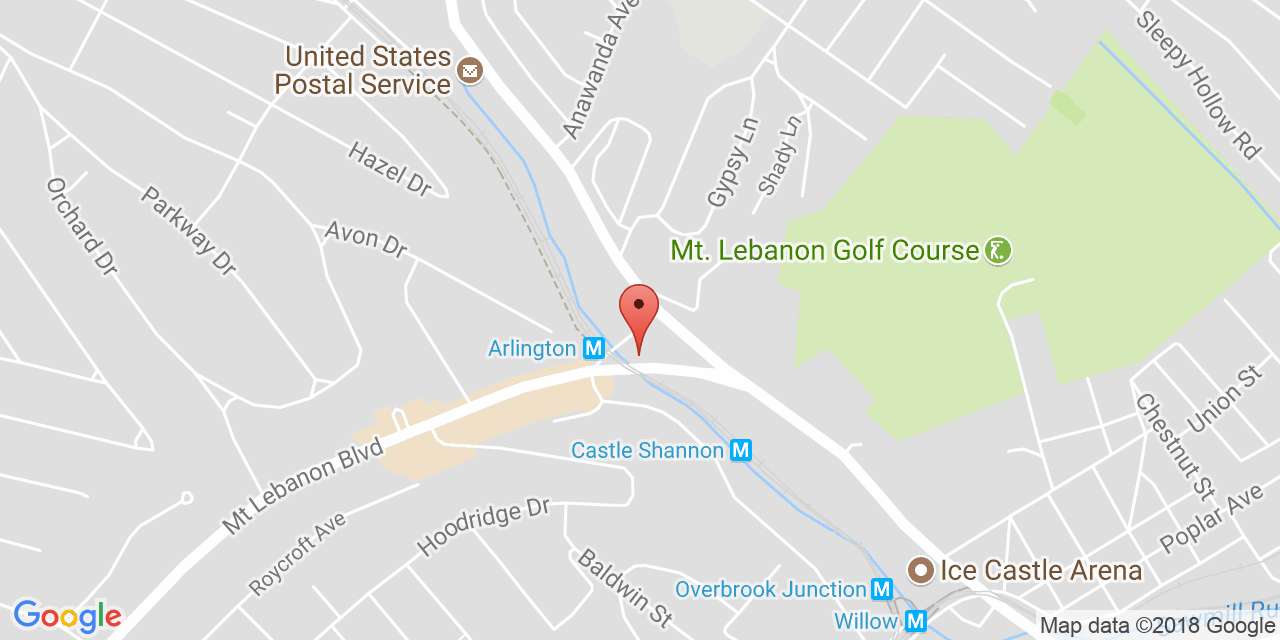 United States
Postal Service
Anawanda Ave
Sleepy Hollow Rd
Hazel Dr
Gypsy Ln
Shady Ln
Orchard Dr
Parkway Dr
Avon Dr
Mt. Lebanon Golf Course
Arlington M
Union St
Chestnut St
Castle Shannon M
Mt Lebanon Blvd
Poplar Ave
Hoodridge Dr
Roycroft Ave
Baldwin St
Ice Castle Arena
Overbrook Junction M
Willow M
Google
Map data ©2018 Google